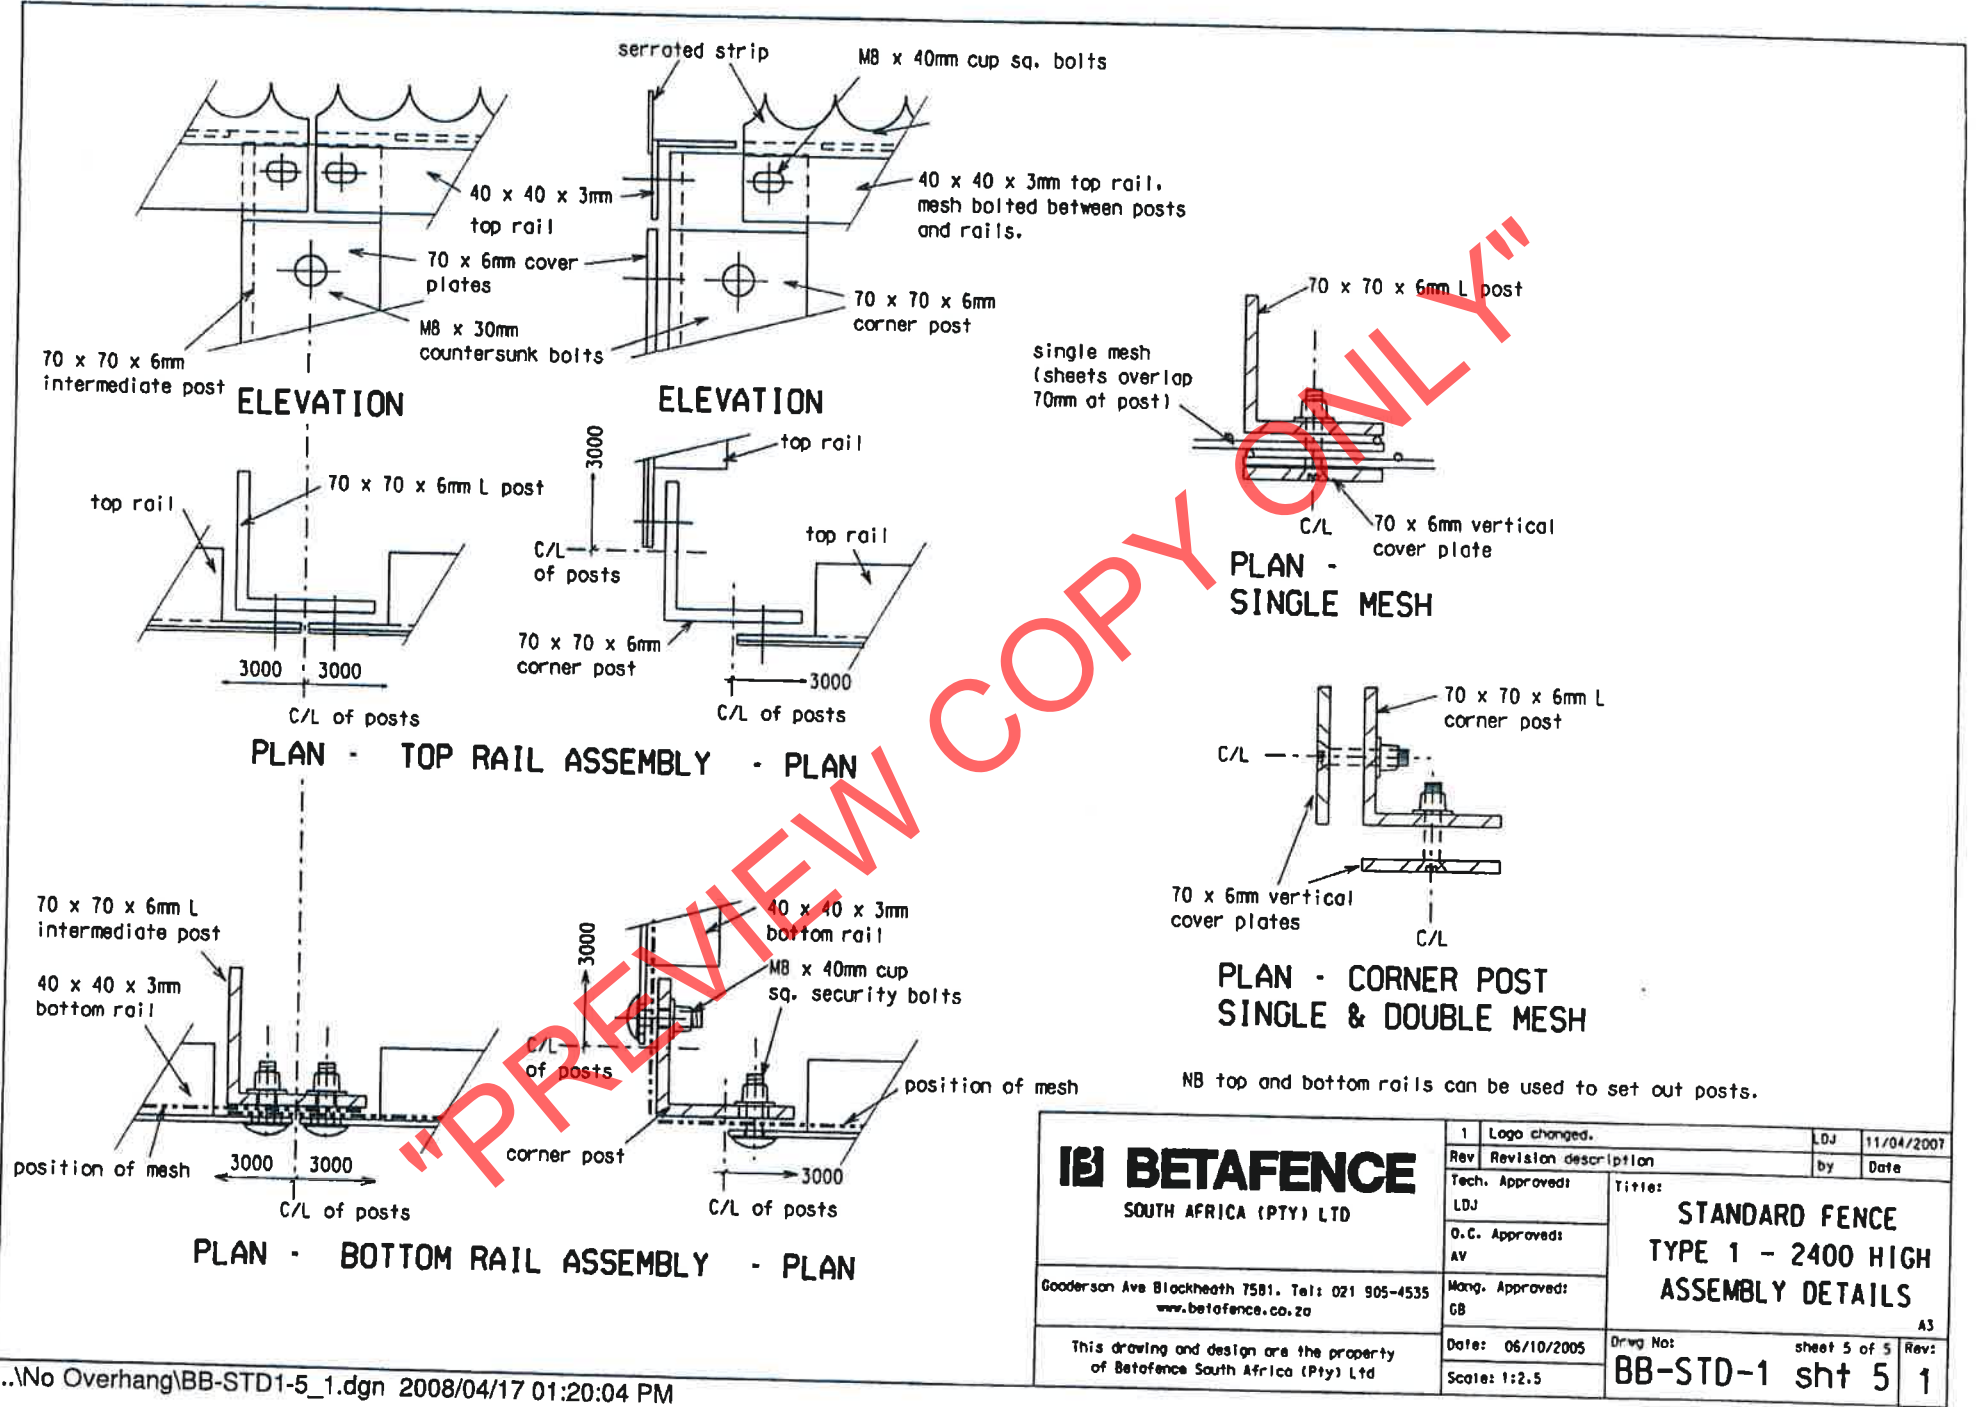 serrated strip
M8 x 40mm cup sq. bolts
40 x 40 x 3mm
top rail
40 x 40 x 3mm top rail.
mesh bolted between posts
and rails.
70 x 6mm cover
plates
70 x 70 x 6mm
corner post
M8 x 30mm
countersunk bolts
70 x 70 x 6mm
intermediate post
ELEVATION
ELEVATION
70 x 70 x 6mm L post
single mesh
(sheets overlap
70mm at post)
C/L
70 x 6mm vertical
cover plate
PLAN -
SINGLE MESH
top rail
70 x 70 x 6mm L post
3000
top rail
C/L
of posts
top rail
70 x 70 x 6mm
corner post
3000
3000
C/L of posts
3000
C/L of posts
PLAN - TOP RAIL ASSEMBLY - PLAN
70 x 70 x 6mm L
corner post
C/L
70 x 6mm vertical
cover plates
C/L
PLAN - CORNER POST
SINGLE & DOUBLE MESH
70 x 70 x 6mm L
intermediate post
40 x 40 x 3mm
bottom rail
position of mesh
3000
3000
C/L of posts
3000
40 x 40 x 3mm
bottom rail
M8 x 40mm cup
sq. security bolts
C/L
of posts
position of mesh
corner post
3000
C/L of posts
PLAN - BOTTOM RAIL ASSEMBLY - PLAN
"PREVIEW COPY ONLY"
NB top and bottom rails can be used to set out posts.
BETAFENCE
SOUTH AFRICA (PTY) LTD
Gooderson Ave Blackheath 7581. Tel: 021 905-4535
www.betafence.co.za
This drawing and design are the property
of Betafence South Africa (Pty) Ltd
1 Logo changed. LDJ 11/04/2007
Rev Revision description by Date
Tech. Approved:
LDJ
O.C. Approved:
AV
Mang. Approved:
GB
Date: 06/10/2005
Scale: 1:2.5
Title:
STANDARD FENCE
TYPE 1 - 2400 HIGH
ASSEMBLY DETAILS
A3
Drwg No: sheet 5 of 5 Rev:
BB-STD-1 sht 5 1
..\No Overhang\BB-STD1-5_1.dgn 2008/04/17 01:20:04 PM